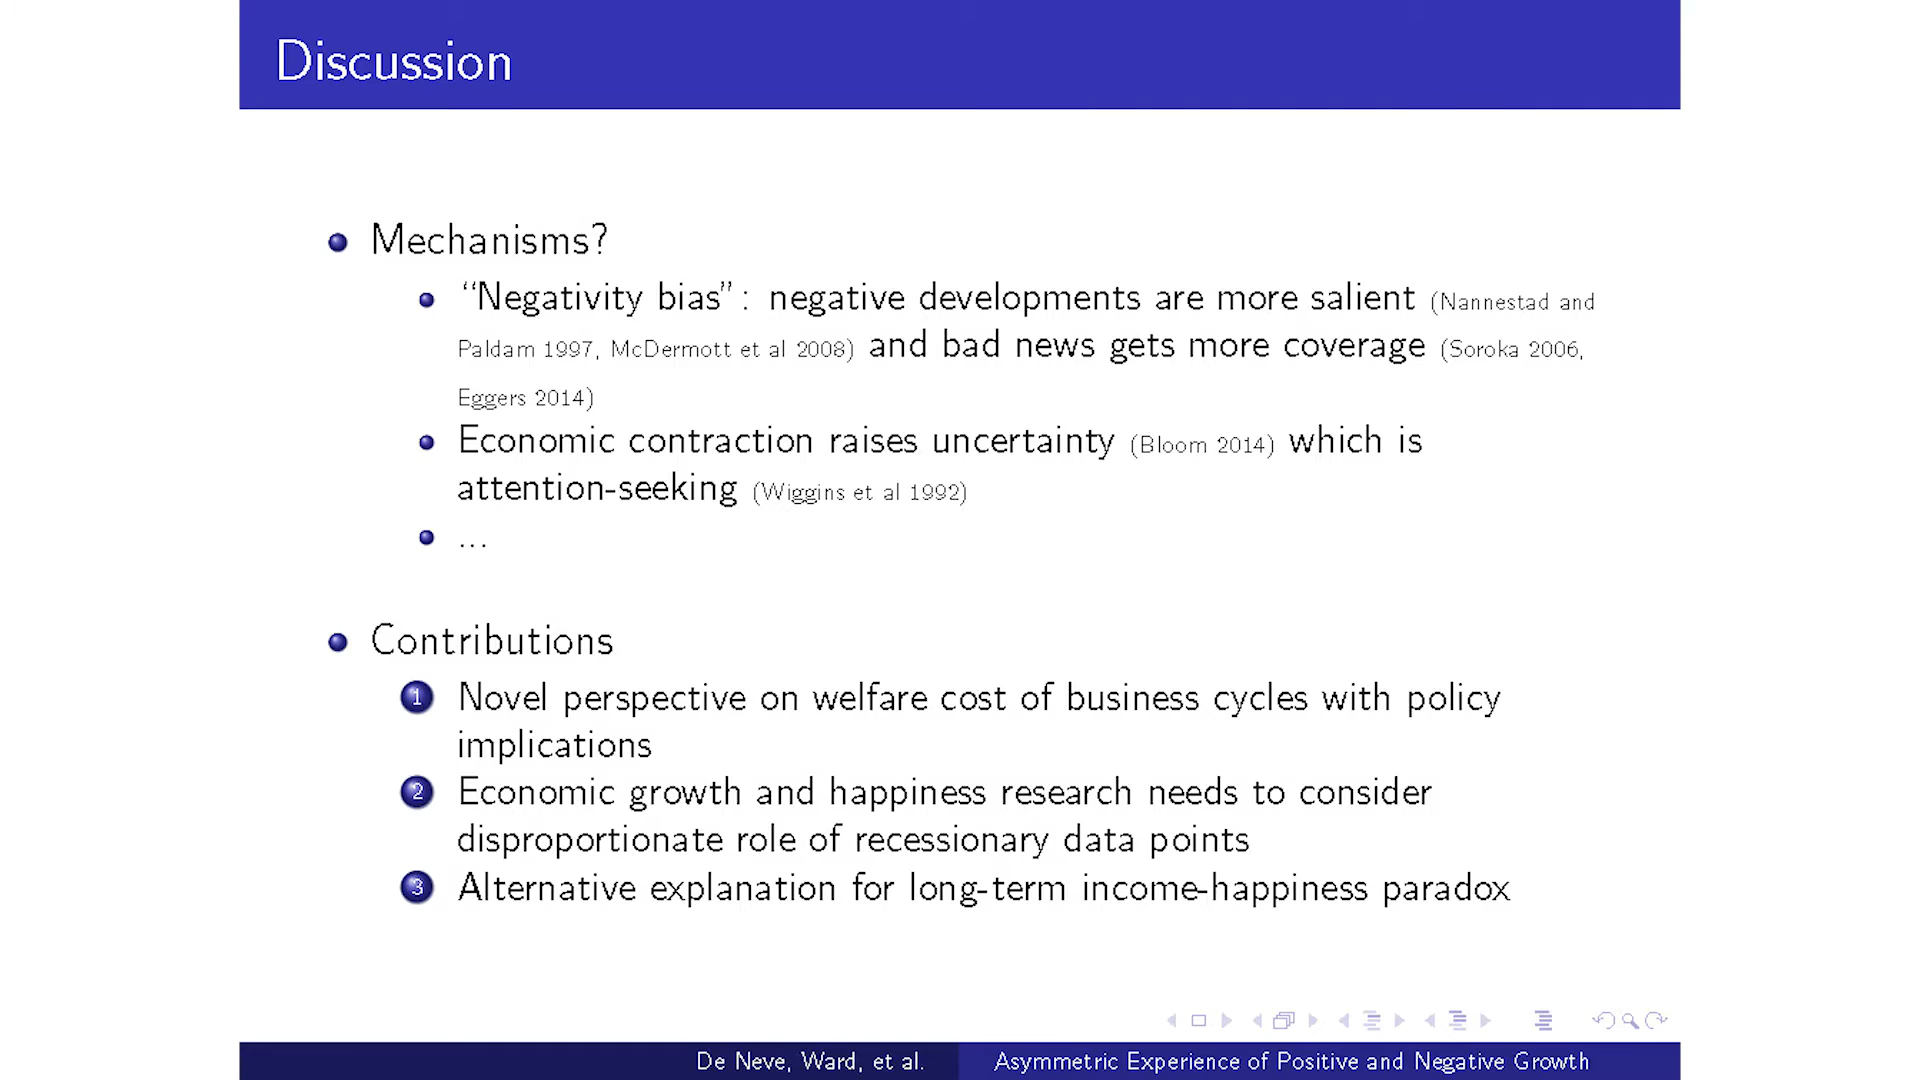 Discussion
Mechanisms?
“Negativity bias”: negative developments are more salient (Nannestad and
Paldam 1997, McDermott et al 2008) and bad news gets more coverage (Soroka 2006,
Eggers 2014)
Economic contraction raises uncertainty (Bloom 2014) which is
attention-seeking (Wiggins et al 1992)
...
Contributions
1 Novel perspective on welfare cost of business cycles with policy
implications
2 Economic growth and happiness research needs to consider
disproportionate role of recessionary data points
3 Alternative explanation for long-term income-happiness paradox
De Neve, Ward, et al. Asymmetric Experience of Positive and Negative Growth